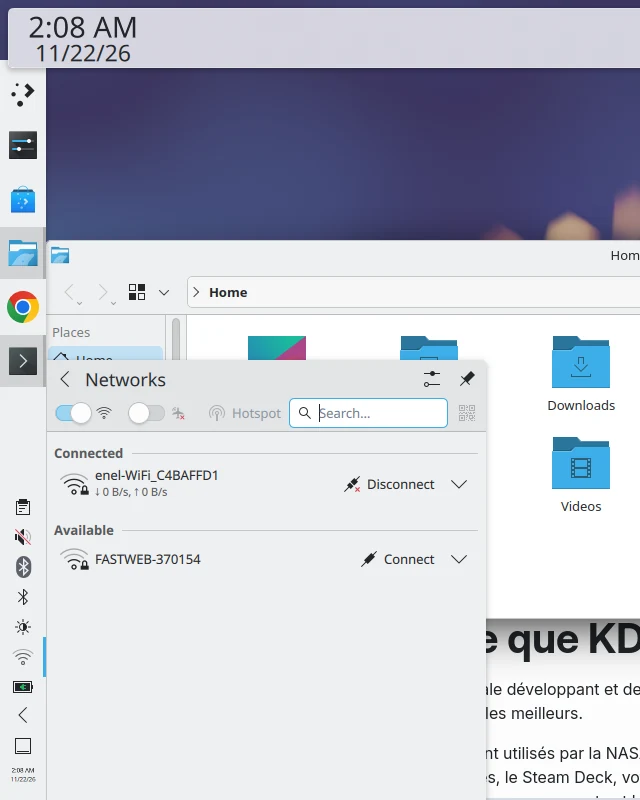 2:08 AM
11/22/26
Hom
Home
Places
Home
Downloads
Videos
Networks
Hotspot
Search...
Connected
enel-WiFi_C4BAFFD1
↓ 0 B/s, ↑ 0 B/s
Disconnect
Available
FASTWEB-370154
Connect
e que KD
ale développant et de
les meilleurs.
nt utilisés par la NAS
s, le Steam Deck, vo
2:08 AM
11/22/26